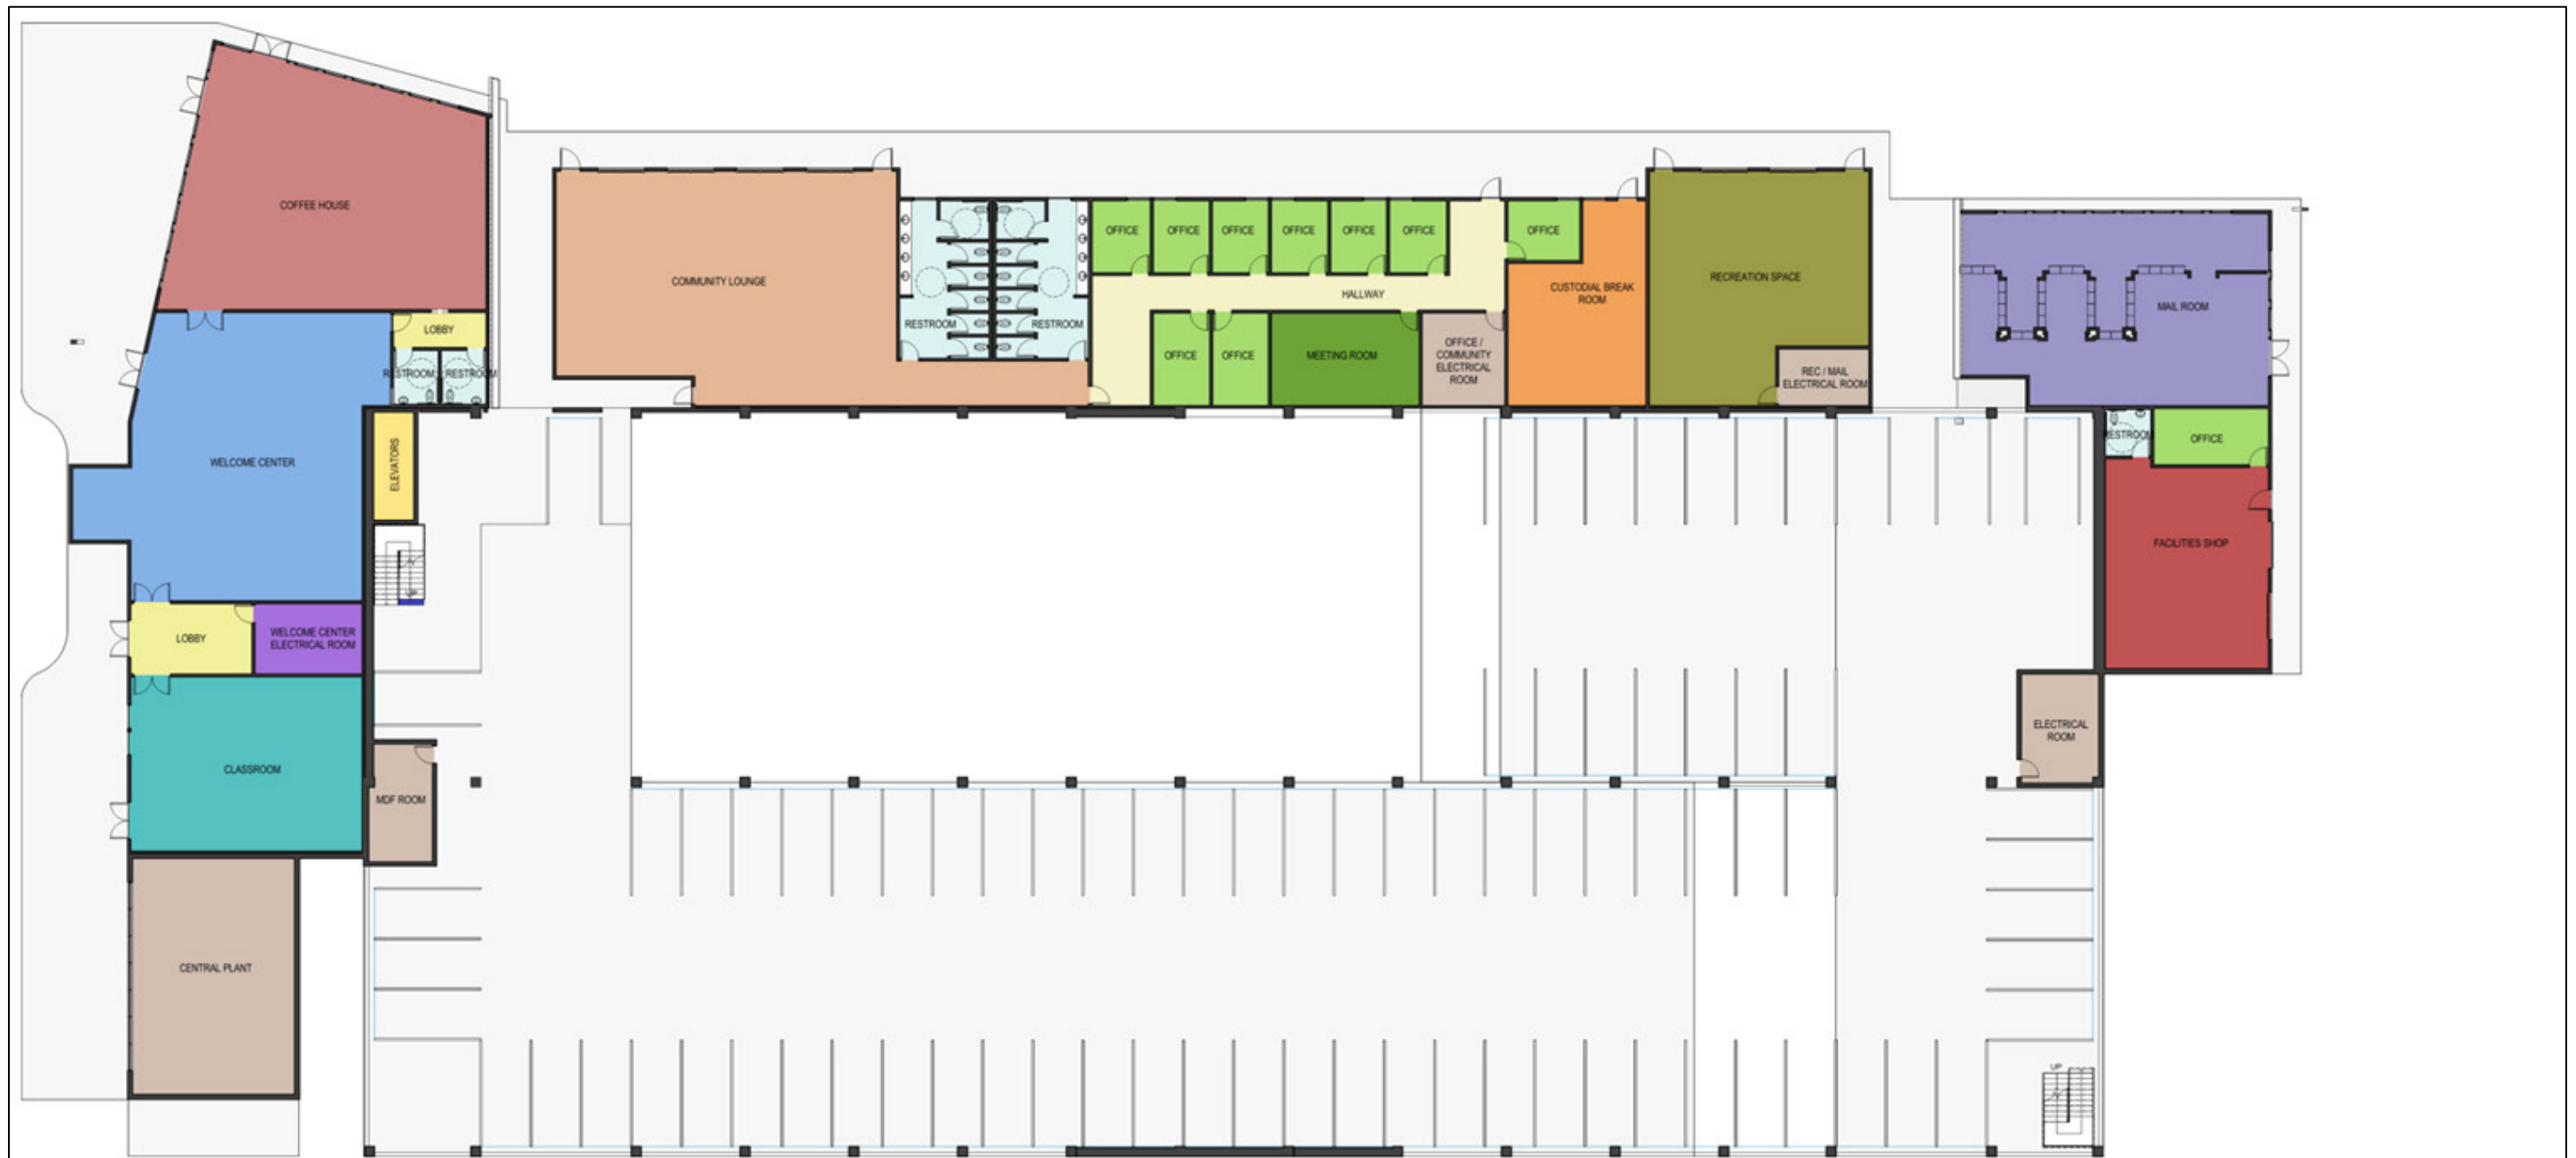 COFFEE HOUSE
COMMUNITY LOUNGE
RESTROOM
RESTROOM
OFFICE
OFFICE
OFFICE
OFFICE
OFFICE
OFFICE
OFFICE
HALLWAY
CUSTODIAL BREAK
ROOM
RECREATION SPACE
MAIL ROOM
LOBBY
RESTROOM
RESTROOM
OFFICE
OFFICE
MEETING ROOM
OFFICE /
COMMUNITY
ELECTRICAL
ROOM
REC / MAIL
ELECTRICAL ROOM
WELCOME CENTER
ELEVATORS
UP
RESTROOM
OFFICE
FACILITIES SHOP
LOBBY
WELCOME CENTER
ELECTRICAL ROOM
CLASSROOM
MDF ROOM
ELECTRICAL
ROOM
CENTRAL PLANT
UP